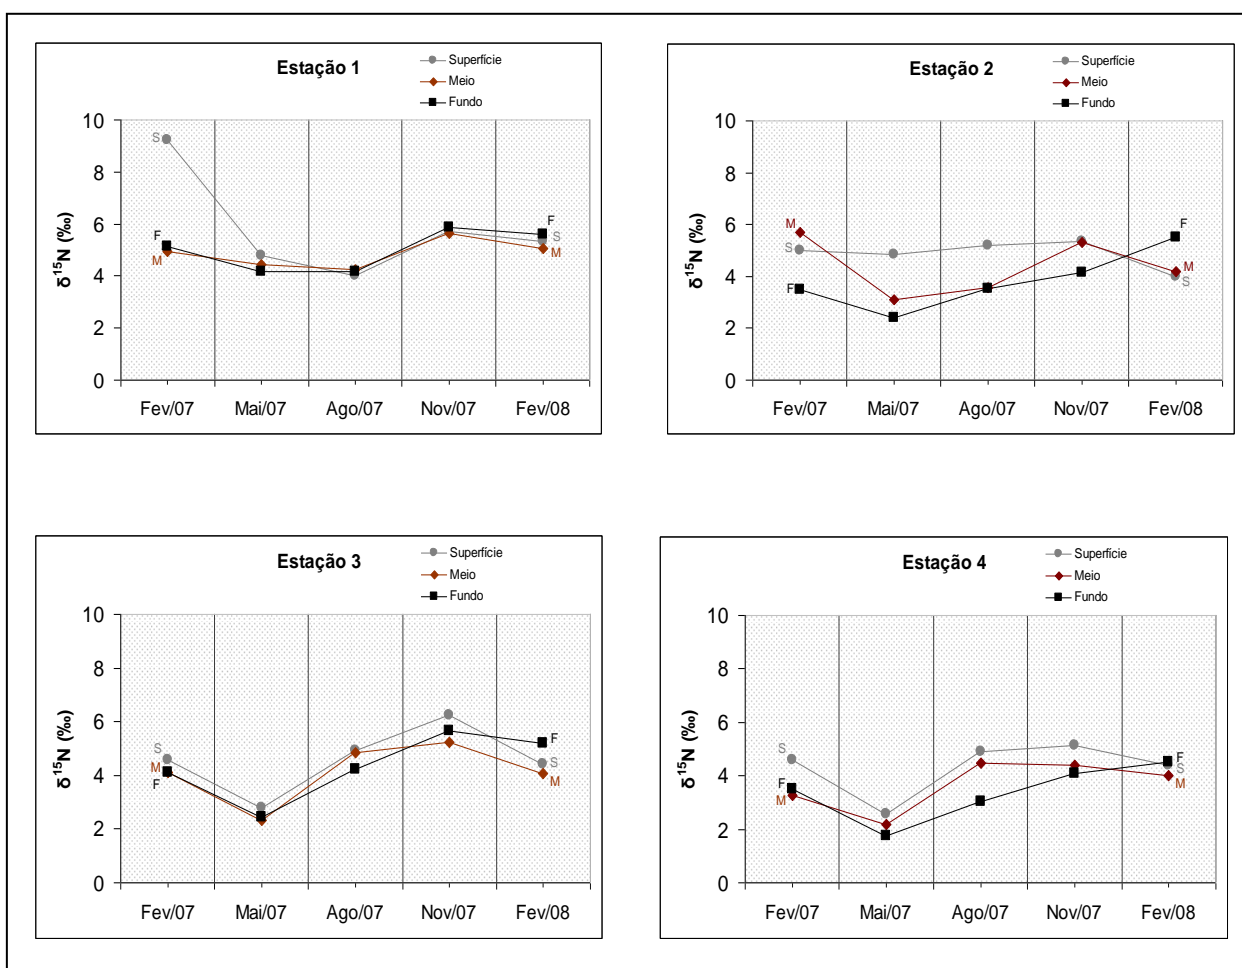 Estação 1
Superfície
Meio
Fundo
δ15N (‰)
10
8
6
4
2
0
S
F
M
F
S
M
Fev/07 Mai/07 Ago/07 Nov/07 Fev/08
Estação 2
Superfície
Meio
Fundo
δ15N (‰)
10
8
6
4
2
0
M
S
F
F
M
S
Fev/07 Mai/07 Ago/07 Nov/07 Fev/08
Estação 3
Superfície
Meio
Fundo
δ15N (‰)
10
8
6
4
2
0
S
M
F
F
S
M
Fev/07 Mai/07 Ago/07 Nov/07 Fev/08
Estação 4
Superfície
Meio
Fundo
δ15N (‰)
10
8
6
4
2
0
S
F
M
F
S
M
Fev/07 Mai/07 Ago/07 Nov/07 Fev/08